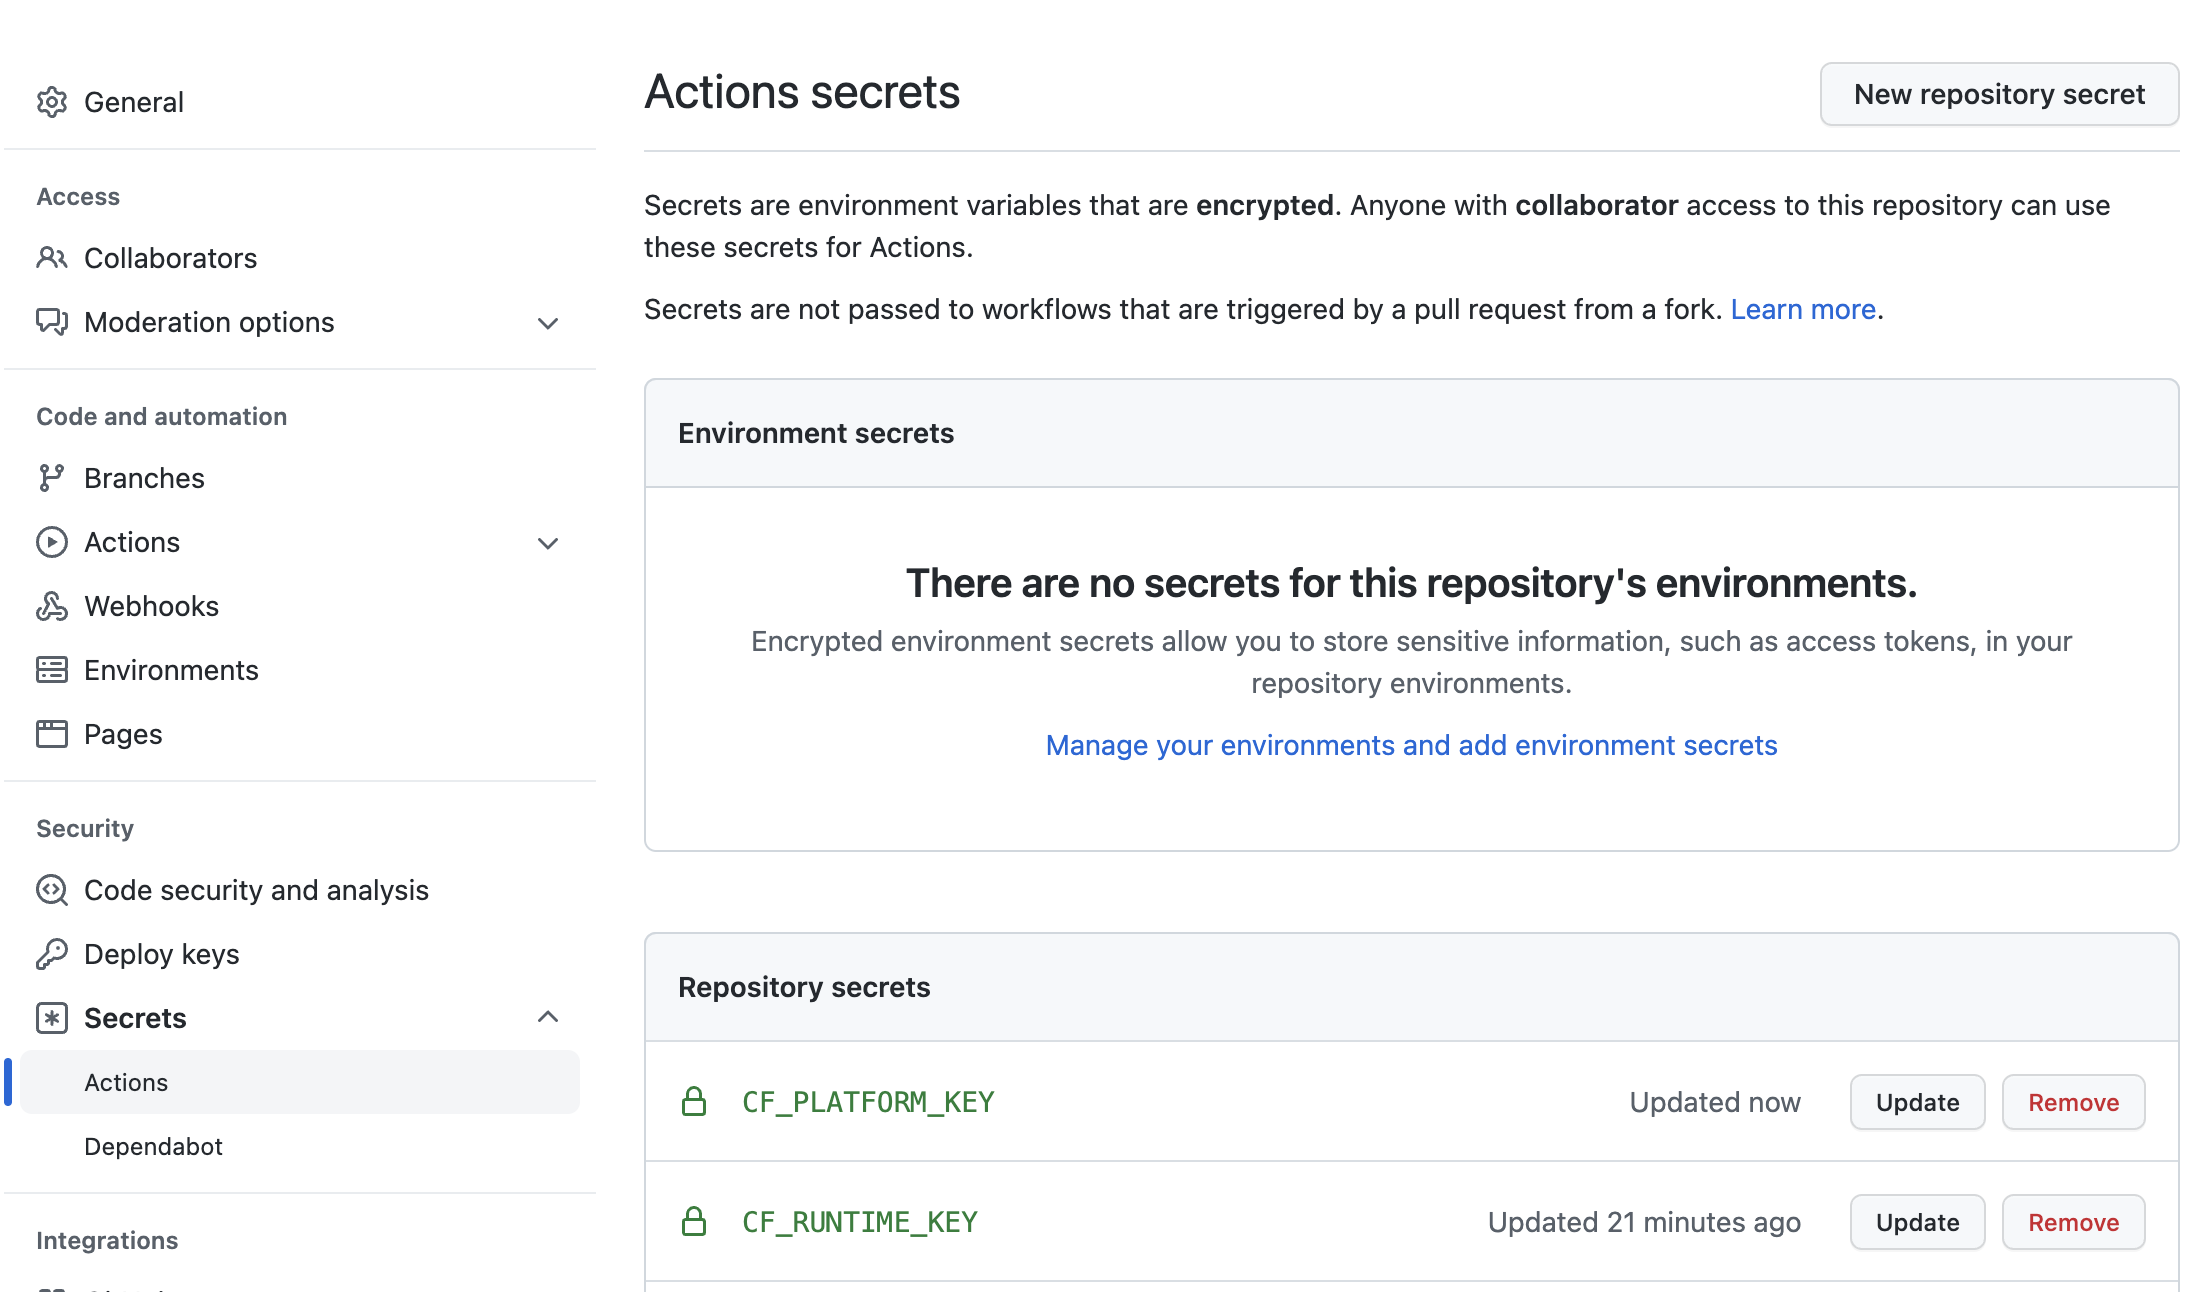 General
Access
Collaborators
Moderation options
Code and automation
Branches
Actions
Webhooks
Environments
Pages
Security
Code security and analysis
Deploy keys
Secrets
Actions
Dependabot
Integrations
Actions secrets
New repository secret
Secrets are environment variables that are encrypted. Anyone with collaborator access to this repository can use
these secrets for Actions.
Secrets are not passed to workflows that are triggered by a pull request from a fork. Learn more.
Environment secrets
There are no secrets for this repository's environments.
Encrypted environment secrets allow you to store sensitive information, such as access tokens, in your
repository environments.
Manage your environments and add environment secrets
Repository secrets
CF_PLATFORM_KEY Updated now Update Remove
CF_RUNTIME_KEY Updated 21 minutes ago Update Remove